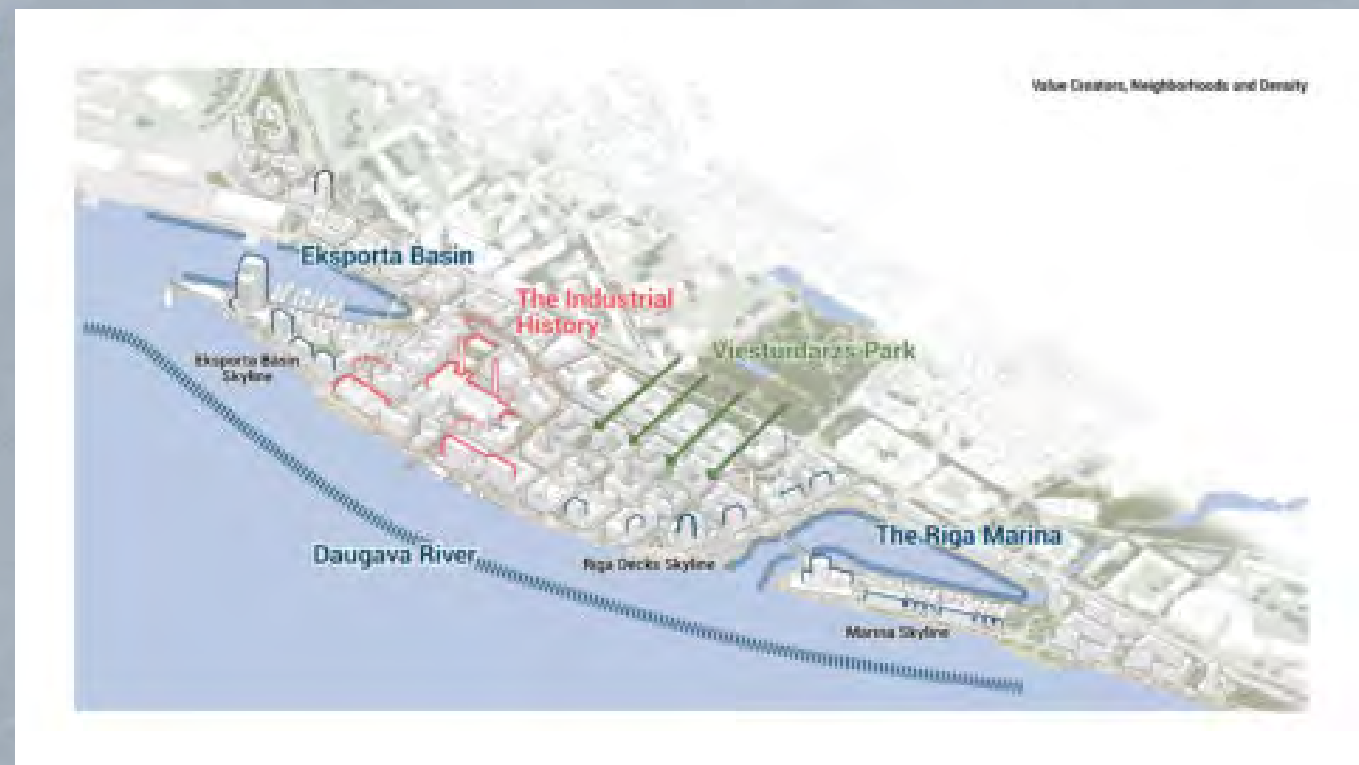 Value Creators, Neighborhoods and Density
Eksporta Basin
The Industrial
History
Viesturdarzs Park
Eksporta Basin
Skyline
The Riga Marina
Daugava River
Riga Decks Skyline
Marina Skyline